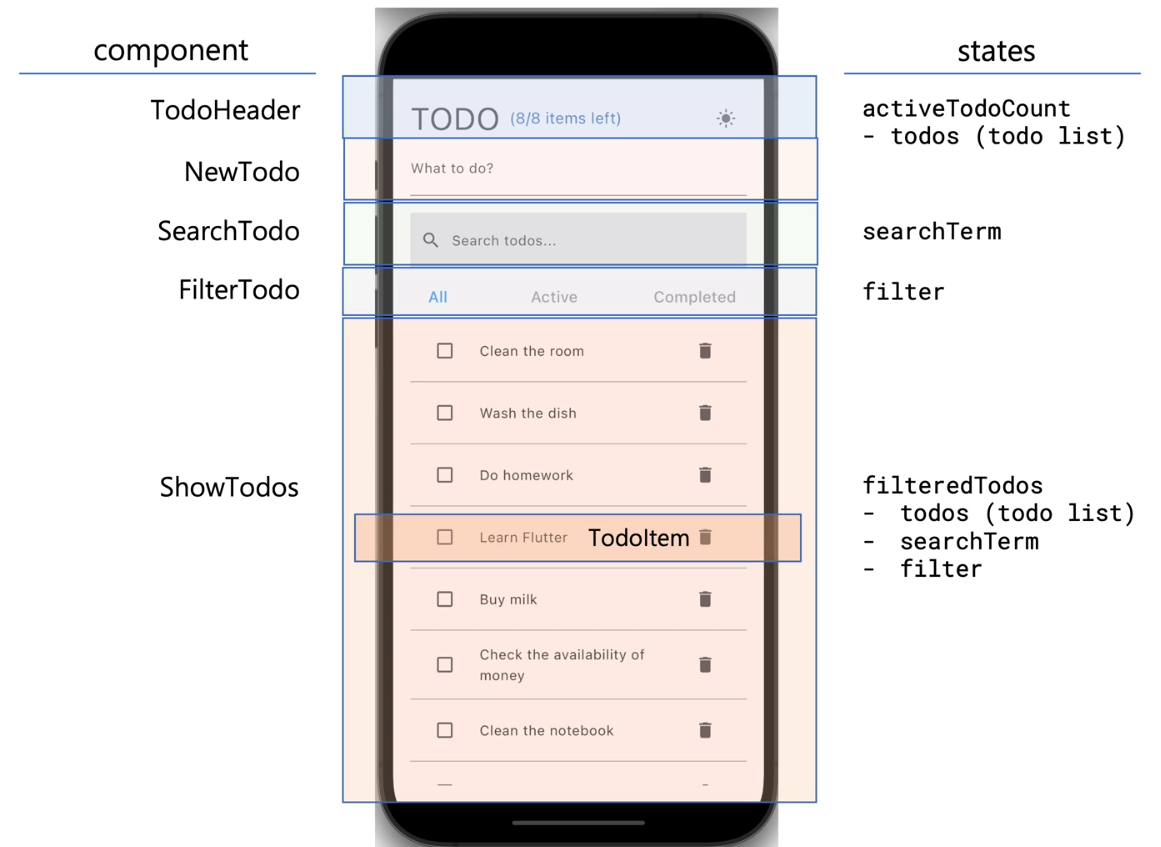 component
states
TodoHeader
TODO (8/8 items left)
activeTodoCount
- todos (todo list)
NewTodo
What to do?
SearchTodo
Search todos...
searchTerm
FilterTodo
All Active Completed
filter
Clean the room
Wash the dish
Do homework
ShowTodos
filteredTodos
- todos (todo list)
- searchTerm
- filter
Learn Flutter TodoItem
Buy milk
Check the availability of
money
Clean the notebook